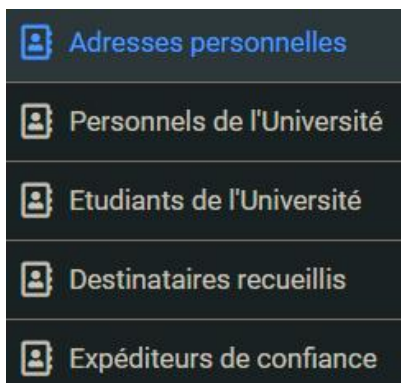 Adresses personnelles
Personnels de l'Université
Etudiants de l'Université
Destinataires recueillis
Expéditeurs de confiance